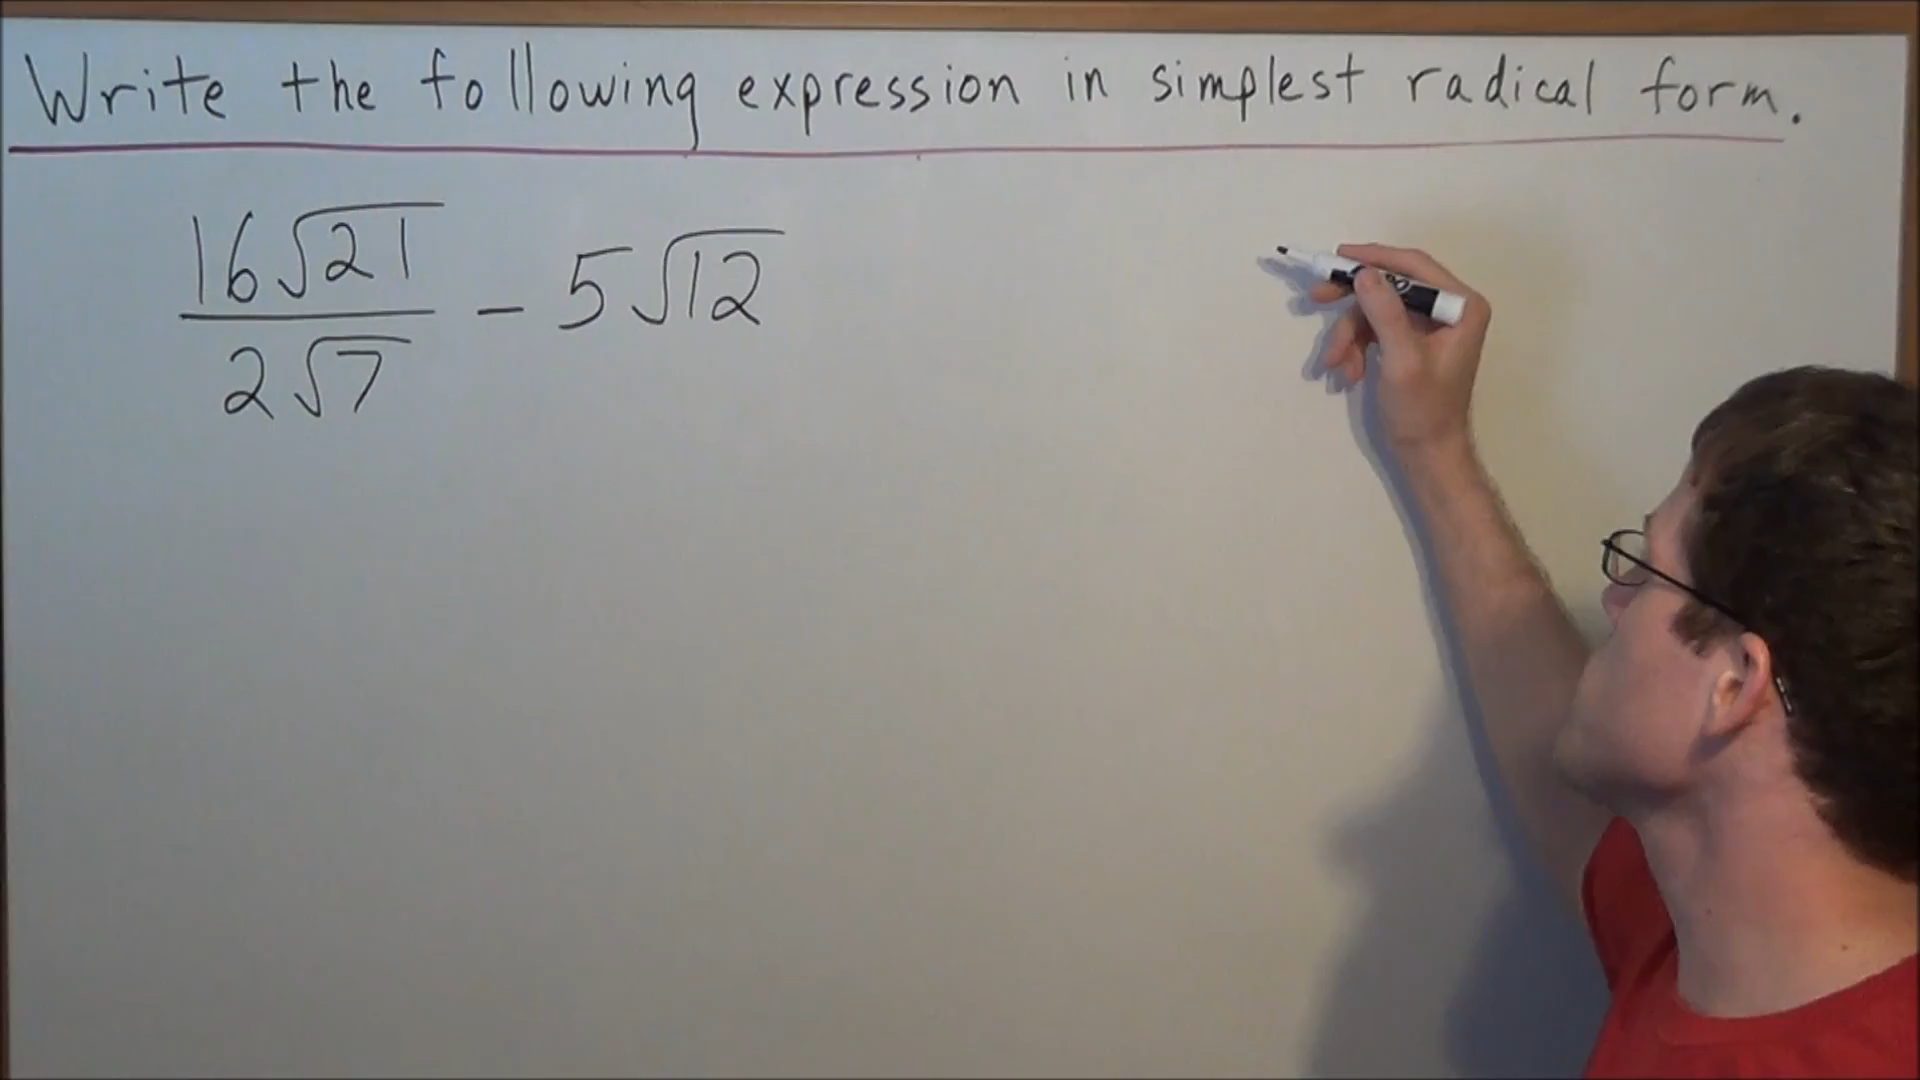 Write the following expression in simplest radical form.
16√21
2√7
- 5√12